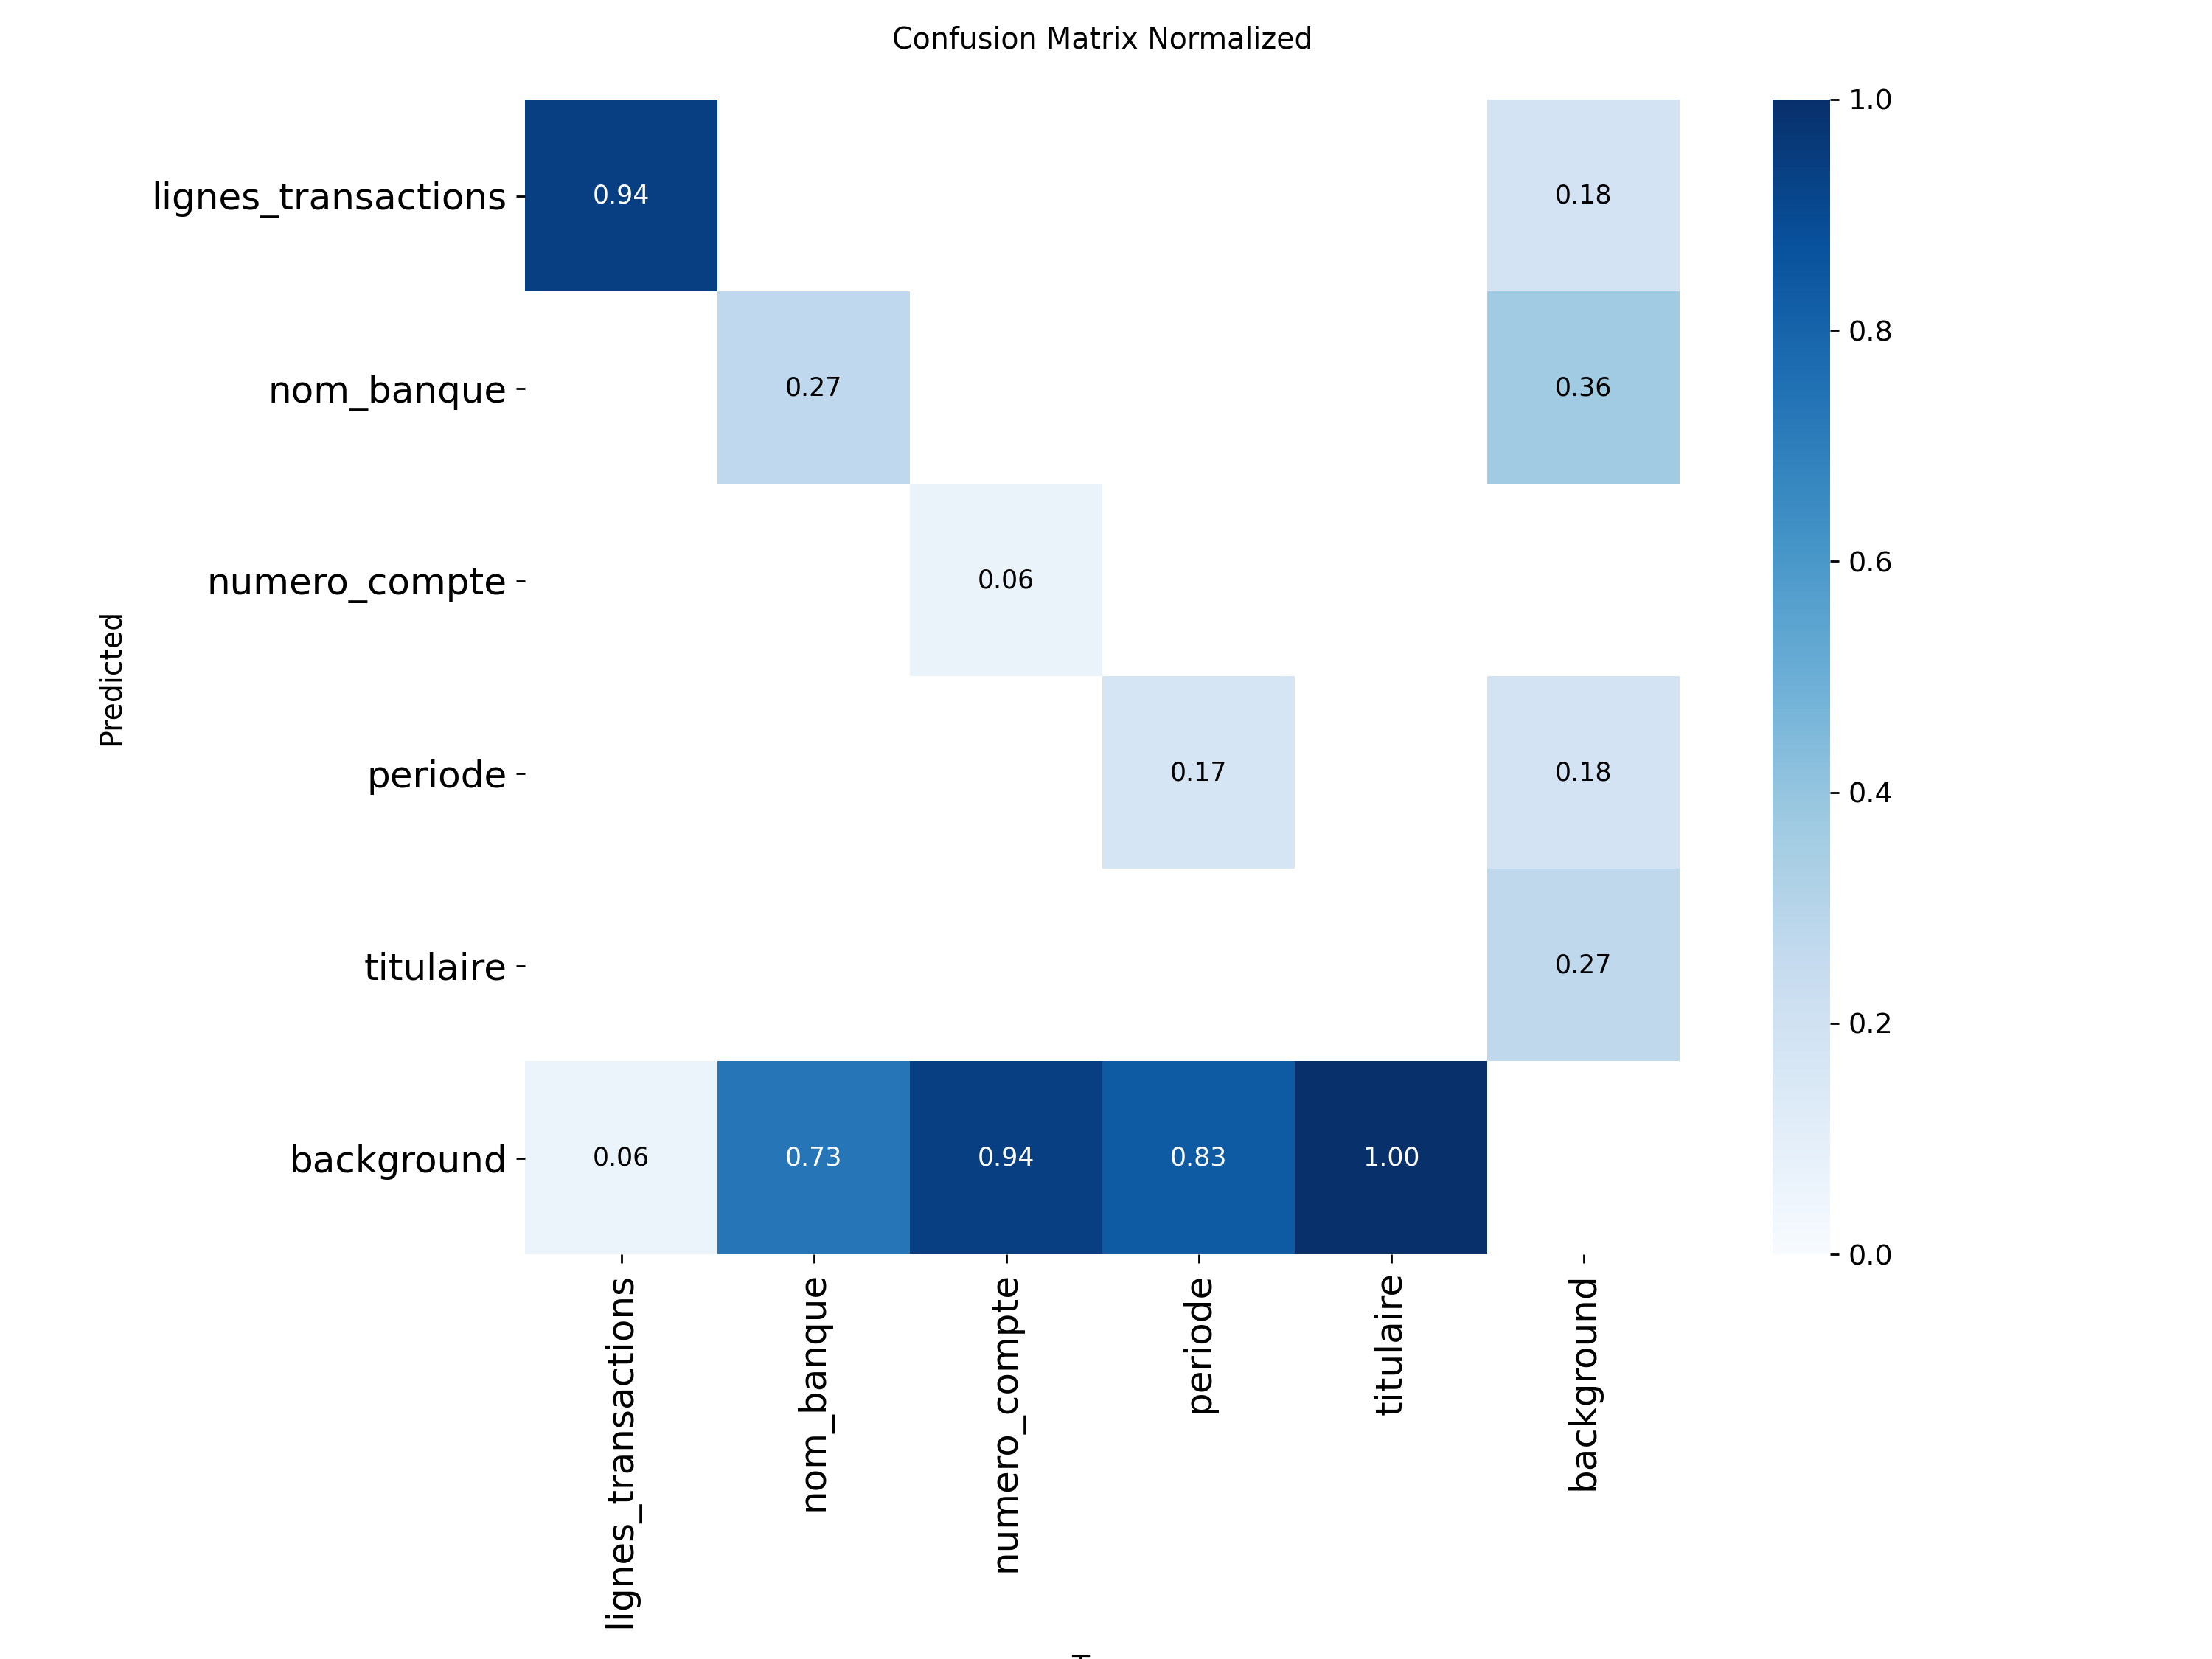 Confusion Matrix Normalized
Predicted
lignes_transactions 0.94 0.18
nom_banque 0.27 0.36
numero_compte 0.06
periode 0.17 0.18
titulaire 0.27
background 0.06 0.73 0.94 0.83 1.00
lignes_transactions
nom_banque
numero_compte
periode
titulaire
background
1.0
0.8
0.6
0.4
0.2
0.0